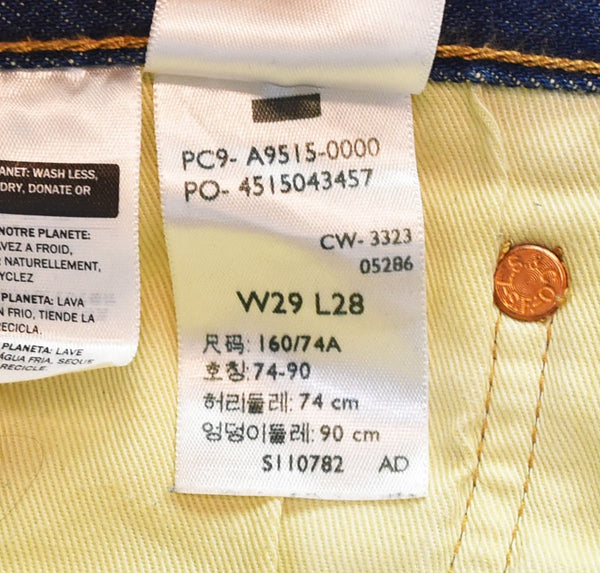 PC9- A9515-0000
PO- 4515043457
CW- 3323
05286
W29 L28
尺码: 160/74A
호칭: 74-90
허리둘레: 74 cm
엉덩이둘레: 90 cm
S110782 AD
ANET: WASH LESS,
DRY, DONATE OR
NOTRE PLANETE:
AVEZ A FROID,
R NATURELLEMENT,
YCLEZ
PLANETA: LAVA
N FRIO, TIENDE LA
RECICLA.
PLANETA: LAVE
ÁGUA FRIA, SEQUE
RECICLA.